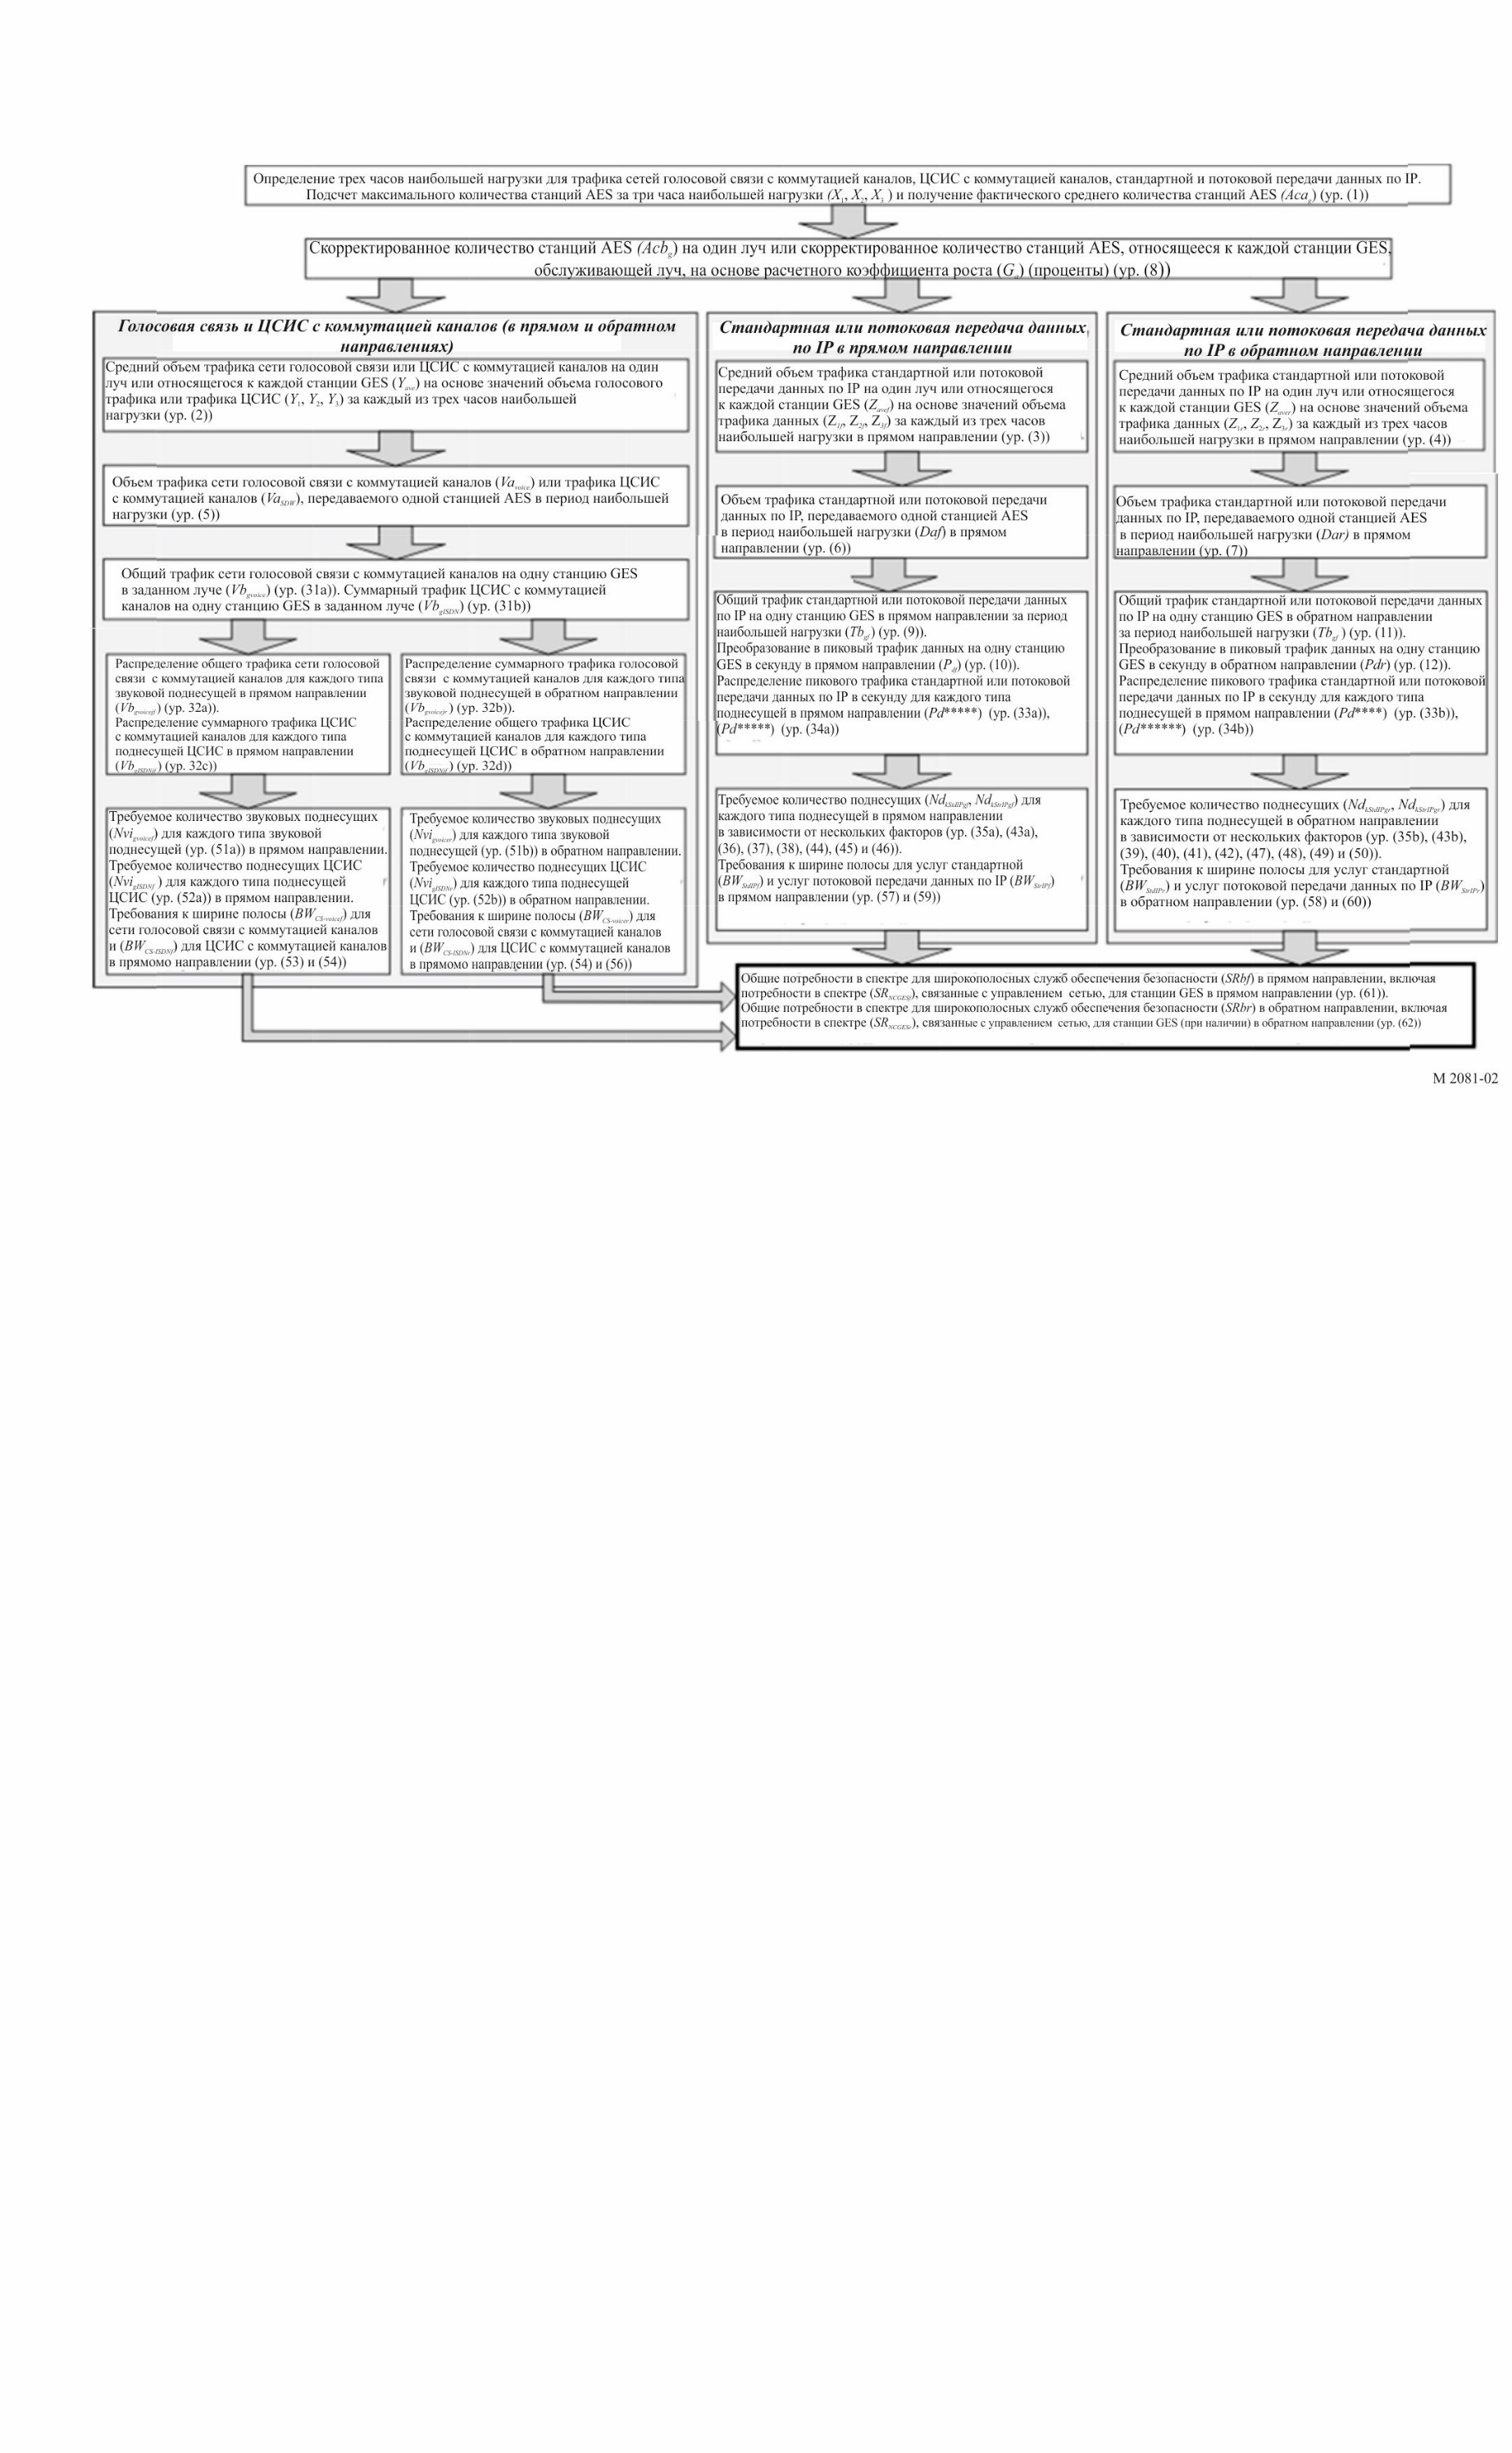 Определение трех часов наибольшей нагрузки для трафика сетей голосовой связи с коммутацией каналов, ЦСИС с коммутацией каналов, стандартной и потоковой передачи данных по IP.
Подсчет максимального количества станций AES за три часа наибольшей нагрузки (X1, X2, X3 ) и получение фактического среднего количества станций AES (Acag) (ур. (1))
Скорректированное количество станций AES (Acbg) на один луч или скорректированное количество станций AES, относящееся к каждой станции GES,
обслуживающей луч, на основе расчетного коэффициента роста (Ga) (проценты) (ур. (8))
Голосовая связь и ЦСИС с коммутацией каналов (в прямом и обратном
направлениях)
Средний объем трафика сети голосовой связи или ЦСИС с коммутацией каналов на один
луч или относящегося к каждой станции GES (Yave) на основе значений объема голосового
трафика или трафика ЦСИС (Y1, Y2, Y3) за каждый из трех часов наибольшей
нагрузки (ур. (2))
Объем трафика сети голосовой связи с коммутацией каналов (Vavoice) или трафика ЦСИС
с коммутацией каналов (VaSDW), передаваемого одной станцией AES в период наибольшей
нагрузки (ур. (5))
Общий трафик сети голосовой связи с коммутацией каналов на одну станцию GES
в заданном луче (Vbgvoice) (ур. (31a)). Суммарный трафик ЦСИС с коммутацией
каналов на одну станцию GES в заданном луче (VbgISDN) (ур. (31b))
Распределение общего трафика сети голосовой
связи с коммутацией каналов для каждого типа
звуковой поднесущей в прямом направлении
(Vbgvoicef) (ур. 32a)).
Распределение суммарного трафика ЦСИС
с коммутацией каналов для каждого типа
поднесущей ЦСИС в прямом направлении
(VbgISDNf) (ур. 32c))
Распределение суммарного трафика голосовой
связи с коммутацией каналов для каждого типа
звуковой поднесущей в обратном направлении
(Vbgvoicejr) (ур. 32b)).
Распределение общего трафика ЦСИС
с коммутацией каналов для каждого типа
поднесущей ЦСИС в обратном направлении
(VbgISDN) (ур. 32d))
Требуемое количество звуковых поднесущих
(Nvigvoicef) для каждого типа звуковой
поднесущей (ур. (51a)) в прямом направлении.
Требуемое количество поднесущих ЦСИС
(NvigISDNf) для каждого типа поднесущей
ЦСИС (ур. (52a)) в прямом направлении.
Требования к ширине полосы (BWCS-voicef) для
сети голосовой связи с коммутацией каналов
и (BWCS-ISDNf) для ЦСИС с коммутацией каналов
в прямомо направлении (ур. (53) и (54))
Требуемое количество звуковых поднесущих
(Nvigvoicer) для каждого типа звуковой
поднесущей (ур. (51b)) в обратном направлении.
Требуемое количество поднесущих ЦСИС
(NvigISDNr) для каждого типа поднесущей
ЦСИС (ур. (52b)) в обратном направлении.
Требования к ширине полосы (BWCS-voicer) для
сети голосовой связи с коммутацией каналов
и (BWCS-ISDNr) для ЦСИС с коммутацией каналов
в прямомо направлении (ур. (54) и (56))
Стандартная или потоковая передача данных
по IP в прямом направлении
Средний объем трафика стандартной или потоковой
передачи данных по IP на один луч или относящегося
к каждой станции GES (Zavef) на основе значений объема
трафика данных (Z1f, Z2f, Z3f) за каждый из трех часов
наибольшей нагрузки в прямом направлении (ур. (3))
Объем трафика стандартной или потоковой передачи
данных по IP, передаваемого одной станцией AES
в период наибольшей нагрузки (Daf) в прямом
направлении (ур. (6))
Общий трафик стандартной или потоковой передачи данных
по IP на одну станцию GES в прямом направлении за период
наибольшей нагрузки (Tbgf) (ур. (9)).
Преобразование в пиковый трафик данных на одну станцию
GES в секунду в прямом направлении (Pdf) (ур. (10)).
Распределение пикового трафика стандартной или потоковой
передачи данных по IP в секунду для каждого типа
поднесущей в прямом направлении (Pd*****) (ур. (33a)),
(Pd*****) (ур. (34a))
Требуемое количество поднесущих (NdkStdIPgf, NdkStrIPgf) для
каждого типа поднесущей в прямом направлении
в зависимости от нескольких факторов (ур. (35a), (43a),
(36), (37), (38), (44), (45) и (46)).
Требования к ширине полосы для услуг стандартной
(BWStdIPf) и услуг потоковой передачи данных по IP (BWStrIPf)
в прямом направлении (ур. (57) и (59))
Стандартная или потоковая передача данных
по IP в обратном направлении
Средний объем трафика стандартной или потоковой
передачи данных по IP на один луч или относящегося
к каждой станции GES (Zaver) на основе значений объема
трафика данных (Z1r, Z2r, Z3r) за каждый из трех часов
наибольшей нагрузки в прямом направлении (ур. (4))
Объем трафика стандартной или потоковой передачи
данных по IP, передаваемого одной станцией AES
в период наибольшей нагрузки (Dar) в прямом
направлении (ур. (7))
Общий трафик стандартной или потоковой передачи данных
по IP на одну станцию GES в обратном направлении
за период наибольшей нагрузки (Tbgf) (ур. (11)).
Преобразование в пиковый трафик данных на одну станцию
GES в секунду в обратном направлении (Pdr) (ур. (12)).
Распределение пикового трафика стандартной или потоковой
передачи данных по IP в секунду для каждого типа
поднесущей в прямом направлении (Pd****) (ур. (33b)),
(Pd******) (ур. (34b))
Требуемое количество поднесущих (NdkStdIPgr, NdkStrIPgr) для
каждого типа поднесущей в обратном направлении
в зависимости от нескольких факторов (ур. (35b), (43b),
(39), (40), (41), (42), (47), (48), (49) и (50)).
Требования к ширине полосы для услуг стандартной
(BWStdIPr) и услуг потоковой передачи данных по IP (BWStrIPr)
в обратном направлении (ур. (58) и (60))
Общие потребности в спектре для широкополосных служб обеспечения безопасности (SRbf) в прямом направлении, включая
потребности в спектре (SRNCGESf), связанные с управлением сетью, для станции GES в прямом направлении (ур. (61)).
Общие потребности в спектре для широкополосных служб обеспечения безопасности (SRbr) в обратном направлении, включая
потребности в спектре (SRNCGESr), связанные с управлением сетью, для станции GES (при наличии) в обратном направлении (ур. (62))
M 2081-02